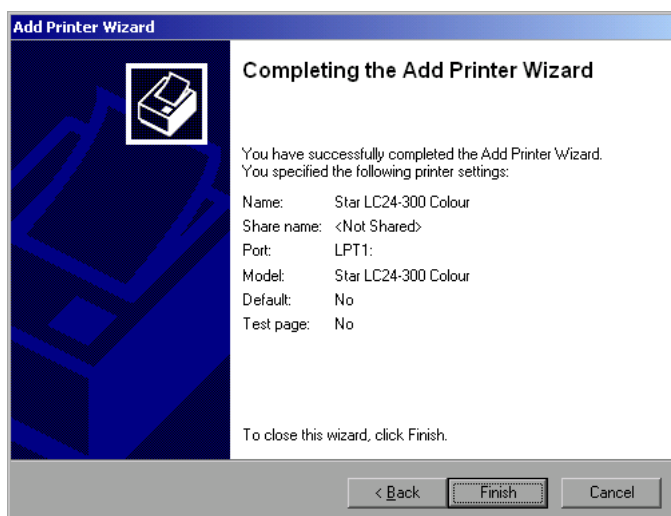 Add Printer Wizard
Completing the Add Printer Wizard
You have successfully completed the Add Printer Wizard.
You specified the following printer settings:
Name: Star LC24-300 Colour
Share name: <Not Shared>
Port: LPT1:
Model: Star LC24-300 Colour
Default: No
Test page: No
To close this wizard, click Finish.
< Back Finish Cancel